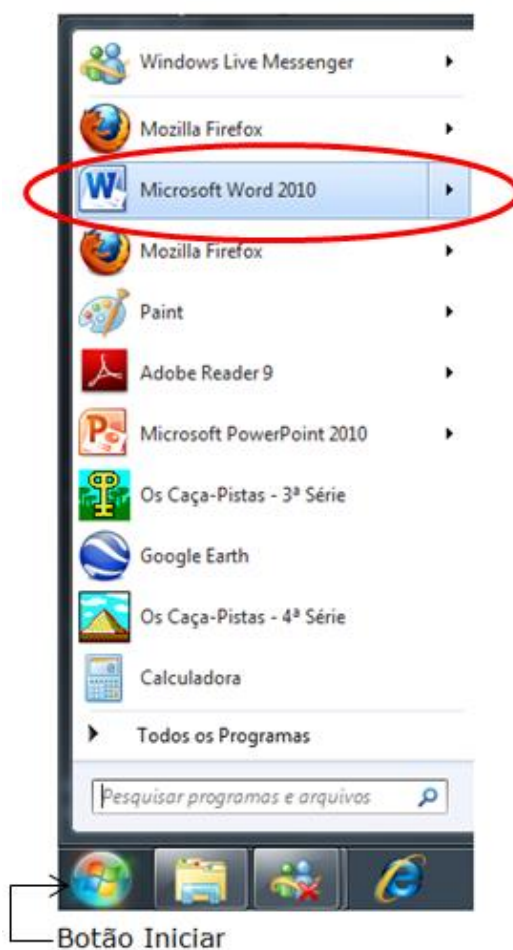 Windows Live Messenger
Mozilla Firefox
Microsoft Word 2010
Mozilla Firefox
Paint
Adobe Reader 9
Microsoft PowerPoint 2010
Os Caça-Pistas - 3ª Série
Google Earth
Os Caça-Pistas - 4ª Série
Calculadora
Todos os Programas
Pesquisar programas e arquivos
Botão Iniciar